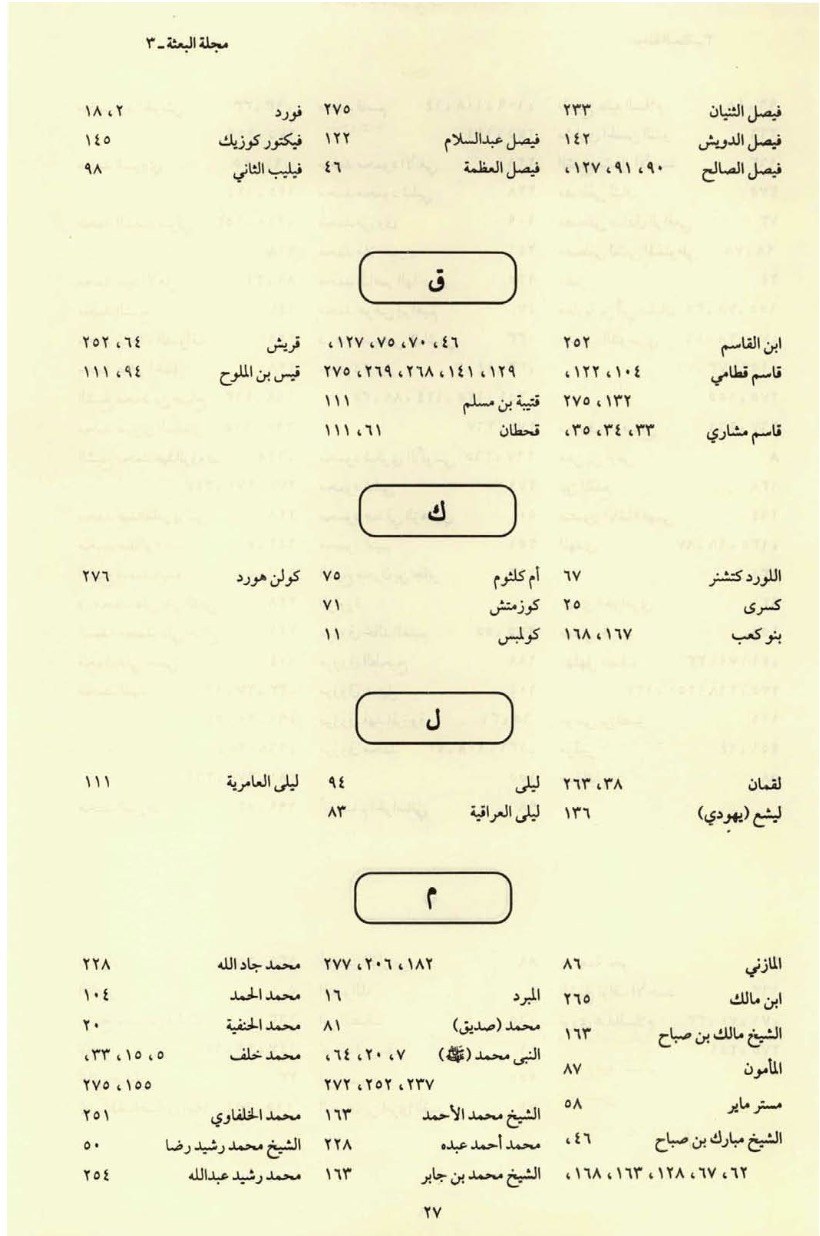 مجلة البعثة ـ ٣
فيصل الثنيان ٢٣٣
فيصل الدويش ١٤٢
فيصل الصالح ٩٠، ٩١، ١٢٧،
٢٧٥
فيصل عبدالسلام ١٢٢
فيصل العظمة ٤٦
فورد ٢، ١٨
فيكتور كوزيك ١٤٥
فيليب الثاني ٩٨
ق
ابن القاسم ٢٥٢
قاسم قطامي ١٠٤، ١٢٢،
١٣٢، ٢٧٥
قاسم مشاري ٣٣، ٣٤، ٣٥،
٤٦، ٧٠، ٧٥، ١٢٧،
١٢٩، ١٤١، ٢٦٨، ٢٦٩، ٢٧٥
قتيبة بن مسلم ١١١
قحطان ٦١، ١١١
قريش ٦٤، ٢٥٢
قيس بن الملوح ٩٤، ١١١
ك
اللورد كتشنر ٦٧
كسرى ٢٥
بنو كعب ١٦٧، ١٦٨
أم كلثوم ٧٥
كوزمتش ٧١
كولمبس ١١
كولن هورد ٢٧٦
ل
لقمان ٣٨، ٢٦٣
ليشع (يهودي) ١٣٦
ليلى ٩٤
ليلى العراقية ٨٣
ليلى العامرية ١١١
م
المازني ٨٦
ابن مالك ٢٦٥
الشيخ مالك بن صباح ١٦٣
المأمون ٨٧
مستر ماير ٥٨
الشيخ مبارك بن صباح ٤٦،
٦٢، ٦٧، ١٢٨، ١٦٣، ١٦٨،
١٨٢، ٢٠٦، ٢٧٧
المبرد ١٦
محمد (صديق) ٨١
النبى محمد (ﷺ) ٧، ٢٠، ٦٤،
٢٣٧، ٢٥٢، ٢٧٢
الشيخ محمد الأحمد ١٦٣
محمد أحمد عبده ٢٢٨
الشيخ محمد بن جابر ١٦٣
محمد جاد الله ٢٢٨
محمد الحمد ١٠٤
محمد الحنفية ٢٠
محمد خلف ٥، ١٥، ٣٣،
١٥٥، ٢٧٥
محمد الخلفاوي ٢٥١
الشيخ محمد رشيد رضا ٥٠
محمد رشيد عبدالله ٢٥٤
٢٧